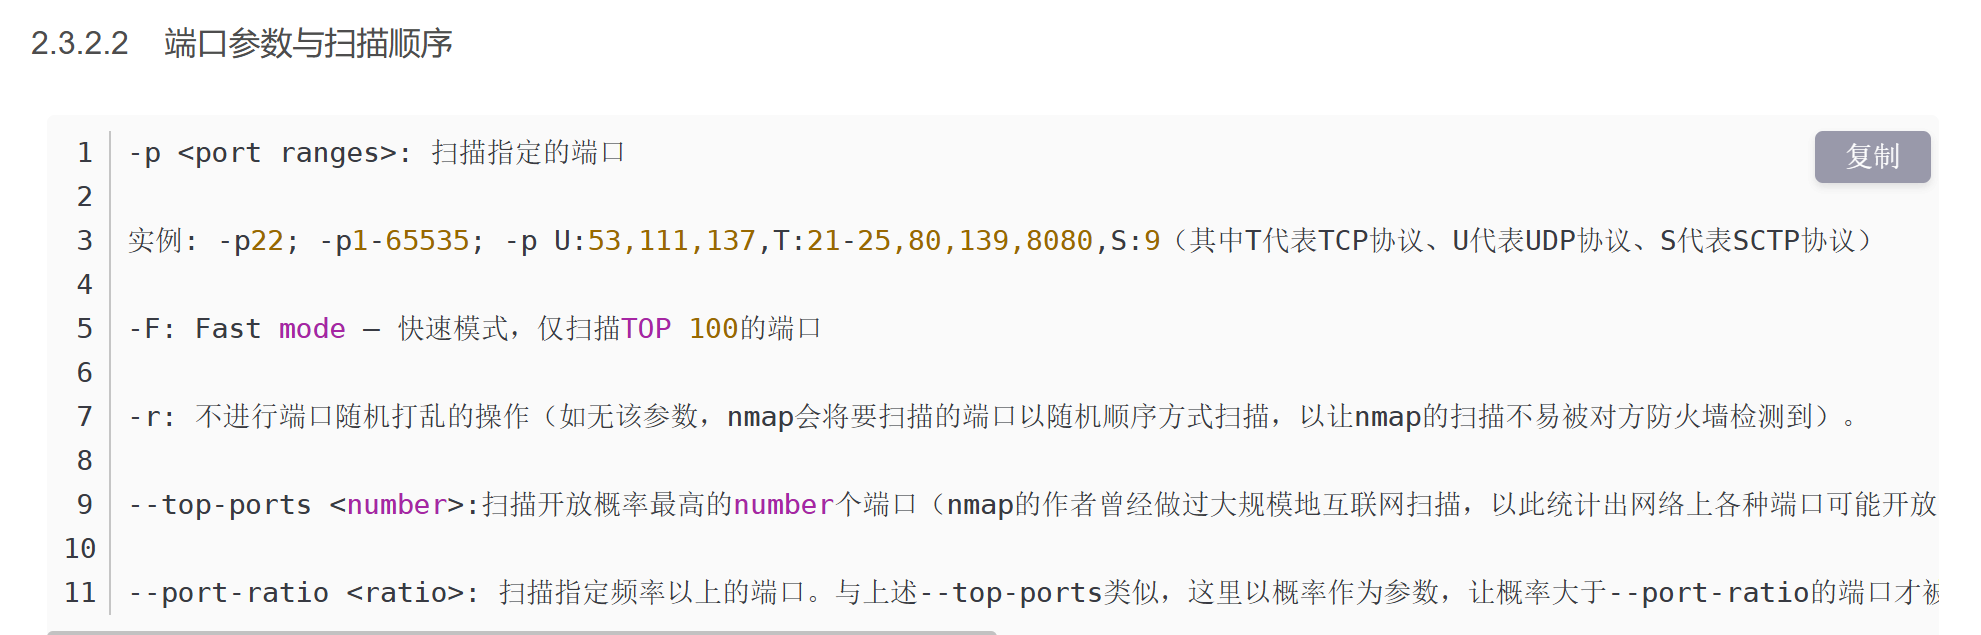 2.3.2.2 端口参数与扫描顺序
复制
1 -p <port ranges>: 扫描指定的端口
2
3 实例: -p22; -p1-65535; -p U:53,111,137,T:21-25,80,139,8080,S:9（其中T代表TCP协议、U代表UDP协议、S代表SCTP协议）
4
5 -F: Fast mode – 快速模式，仅扫描TOP 100的端口
6
7 -r: 不进行端口随机打乱的操作（如无该参数，nmap会将要扫描的端口以随机顺序方式扫描，以让nmap的扫描不易被对方防火墙检测到）。
8
9 --top-ports <number>:扫描开放概率最高的number个端口（nmap的作者曾经做过大规模地互联网扫描，以此统计出网络上各种端口可能开放
10
11 --port-ratio <ratio>: 扫描指定频率以上的端口。与上述--top-ports类似，这里以概率作为参数，让概率大于--port-ratio的端口才被